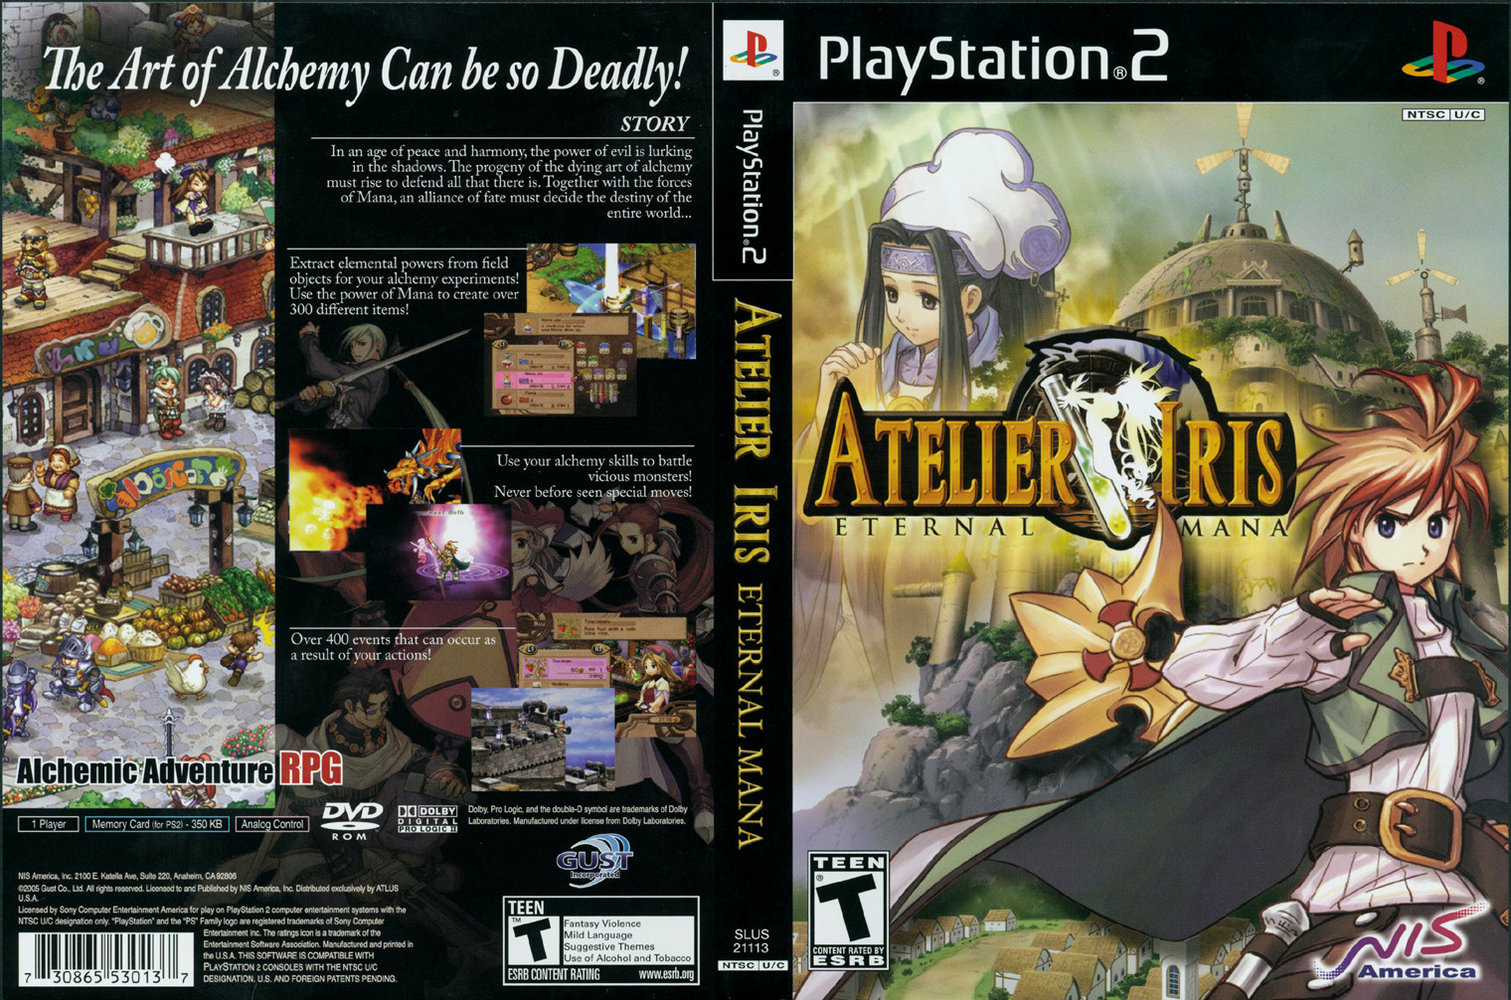 The Art of Alchemy Can be so Deadly!
STORY
In an age of peace and harmony, the power of evil is lurking
in the shadows. The progeny of the dying art of alchemy
must rise to defend all that there is. Together with the forces
of Mana, an alliance of fate must decide the destiny of the
entire world...
Extract elemental powers from field
objects for your alchemy experiments!
Use the power of Mana to create over
300 different items!
Use your alchemy skills to battle
vicious monsters!
Never before seen special moves!
Over 400 events that can occur as
a result of your actions!
Buy
Alchemic Adventure RPG
1 Player
Memory Card (for PS2) - 350 KB
Analog Control
DVD
ROM
DOLBY
DIGITAL
PRO LOGIC II
Dolby, Pro Logic, and the double-D symbol are trademarks of Dolby
Laboratories. Manufactured under license from Dolby Laboratories.
GUST
Incorporated
NIS America, Inc. 2100 E. Katella Ave, Suite 220, Anaheim, CA 92806
©2005 Gust Co., Ltd. All rights reserved. Licensed to and Published by NIS America, Inc. Distributed exclusively by ATLUS
U.S.A.
Licensed by Sony Computer Entertainment America for play on PlayStation 2 computer entertainment systems with the
NTSC U/C designation only. "PlayStation" and the "PS" Family logo are registered trademarks of Sony Computer
Entertainment Inc. The ratings icon is a trademark of the
Entertainment Software Association. Manufactured and printed in
the U.S.A. THIS SOFTWARE IS COMPATIBLE WITH
PLAYSTATION 2 CONSOLES WITH THE NTSC U/C
DESIGNATION. U.S. AND FOREIGN PATENTS PENDING.
7 30865 53013 7
TEEN
T
™
Fantasy Violence
Mild Language
Suggestive Themes
Use of Alcohol and Tobacco
ESRB CONTENT RATING www.esrb.org
PlayStation®2
ATELIER IRIS ETERNAL MANA
SLUS
21113
NTSC U/C
PlayStation®2
NTSC U/C
ATELIER IRIS
ETERNAL MANA
TEEN
T
®
CONTENT RATED BY
ESRB
NIS
America